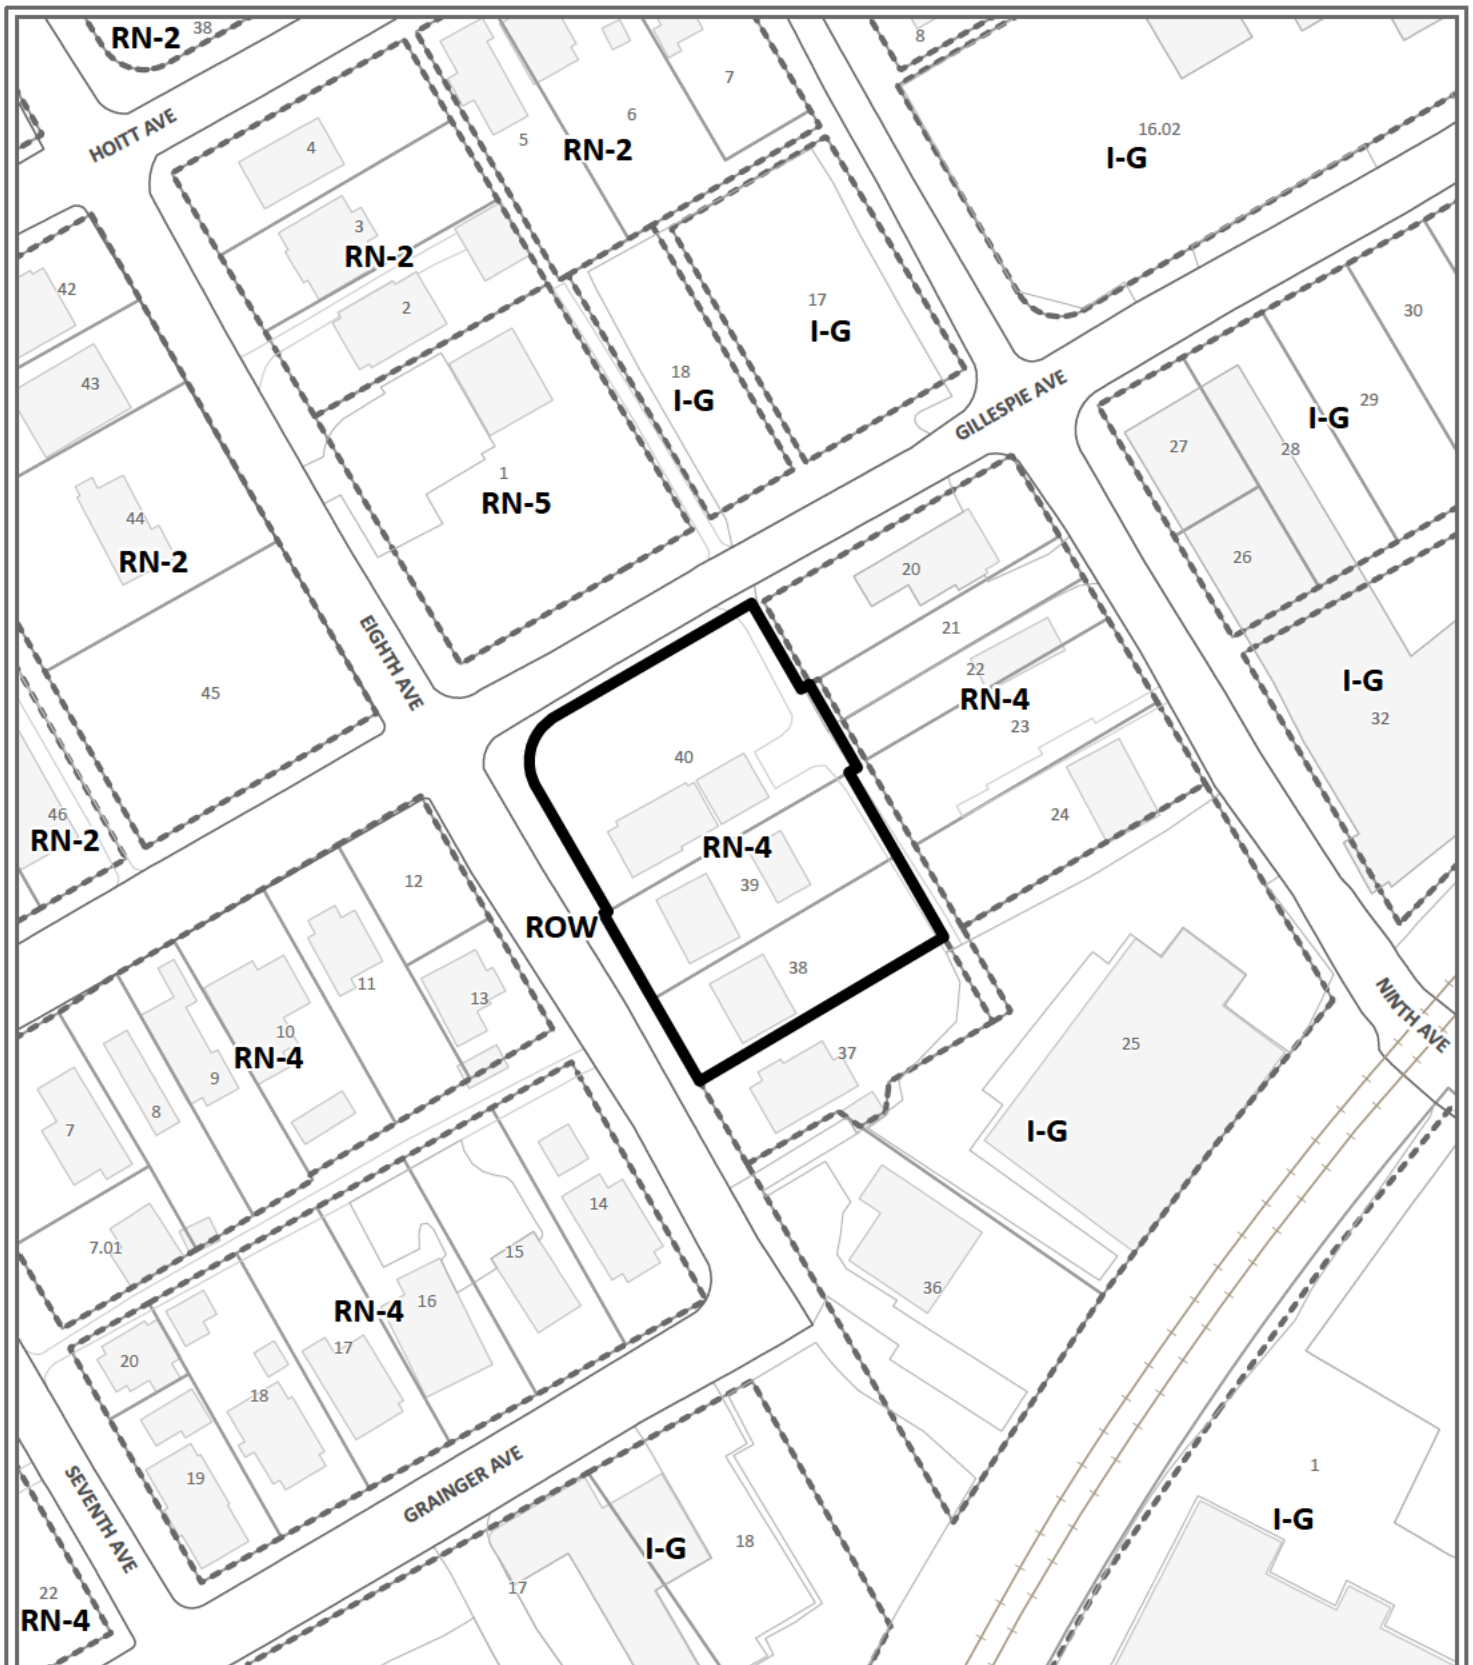 38
RN-2
8
HOITT AVE
7
6
5
RN-2
16.02
I-G
4
3
RN-2
2
42
43
17
I-G
18
I-G
30
29
I-G
28
27
26
GILLESPIE AVE
1
RN-5
44
RN-2
45
EIGHTH AVE
20
21
22
RN-4
23
24
I-G
32
46
RN-2
40
RN-4
39
38
ROW
12
11
13
10
RN-4
9
8
7
7.01
37
25
I-G
NINTH AVE
14
15
16
RN-4
17
18
20
19
36
SEVENTH AVE
GRAINGER AVE
I-G
18
17
1
I-G
22
RN-4